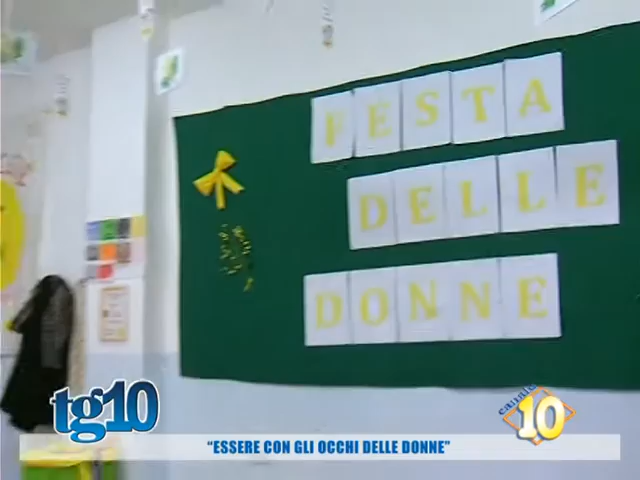 FESTA
DELLE
DONNE
tg10
canale 10
“ESSERE CON GLI OCCHI DELLE DONNE”